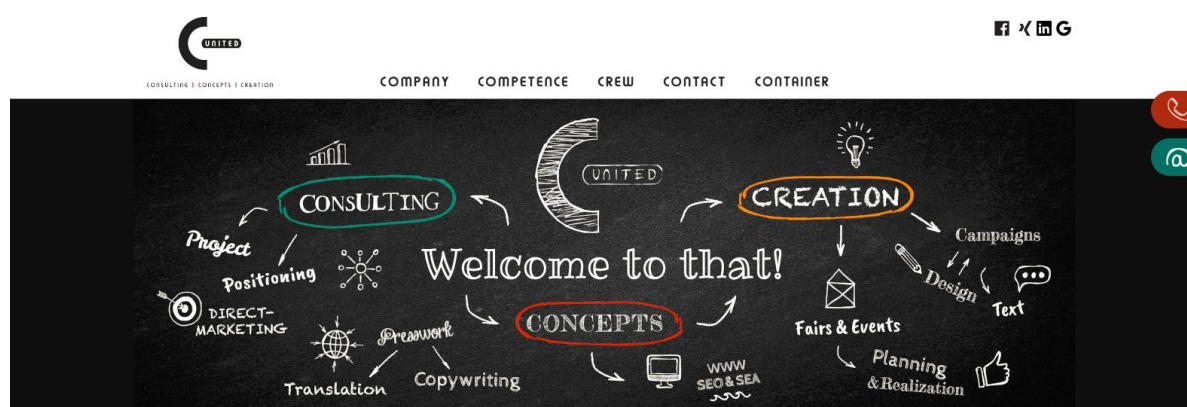 UNITED
CONSULTING | CONCEPTS | CREATION
COMPANY
COMPETENCE
CREW
CONTACT
CONTAINER
UNITED
CONSULTING
CREATION
Project
Positioning
DIRECT-
MARKETING
Welcome to that!
Campaigns
Design
Text
CONCEPTS
Presswork
Translation
Copywriting
WWW
SEO & SEA
Fairs & Events
Planning
& Realization